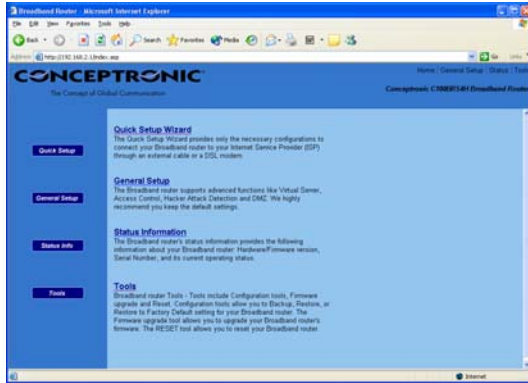 Broadband Router - Microsoft Internet Explorer
File Edit View Favorites Tools Help
Back Search Favorites Media
Address http://192.168.2.1/index.asp Go Links
CONCEPTRONIC
The Concept of Global Communication
Home | General Setup | Status | Tools
Conceptronic C100BRS4H Broadband Router
Quick Setup
Quick Setup Wizard
The Quick Setup Wizard provides only the necessary configurations to
connect your Broadband router to your Internet Service Provider (ISP)
through an external cable or a DSL modem.
General Setup
General Setup
The Broadband router supports advanced functions like Virtual Server,
Access Control, Hacker Attack Detection and DMZ. We highly
recommend you keep the default settings.
Status Info
Status Information
The Broadband router's status information provides the following
information about your Broadband router: Hardware/Firmware version,
Serial Number, and its current operating status.
Tools
Tools
Broadband router Tools - Tools include Configuration tools, Firmware
upgrade and Reset. Configuration tools allow you to Backup, Restore, or
Restore to Factory Default setting for your Broadband router. The
Firmware upgrade tool allows you to upgrade your Broadband router's
firmware. The RESET tool allows you to reset your Broadband router
Internet